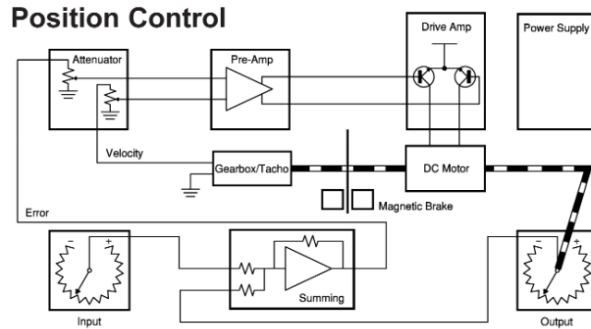 Position Control
Attenuator
Pre-Amp
Drive Amp
Power Supply
Velocity
Gearbox/Tacho
DC Motor
Magnetic Brake
Error
− +
Summing
− +
Input
Output